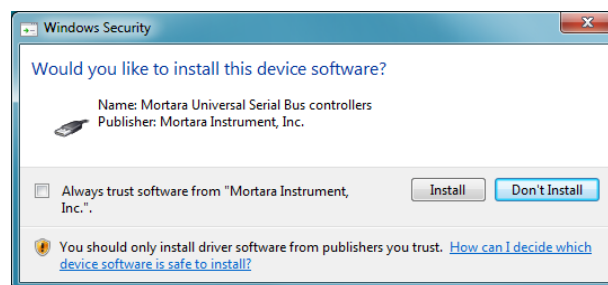 Windows Security
Would you like to install this device software?
Name: Mortara Universal Serial Bus controllers
Publisher: Mortara Instrument, Inc.
Always trust software from "Mortara Instrument,
Inc.".
Install
Don't Install
You should only install driver software from publishers you trust. How can I decide which
device software is safe to install?